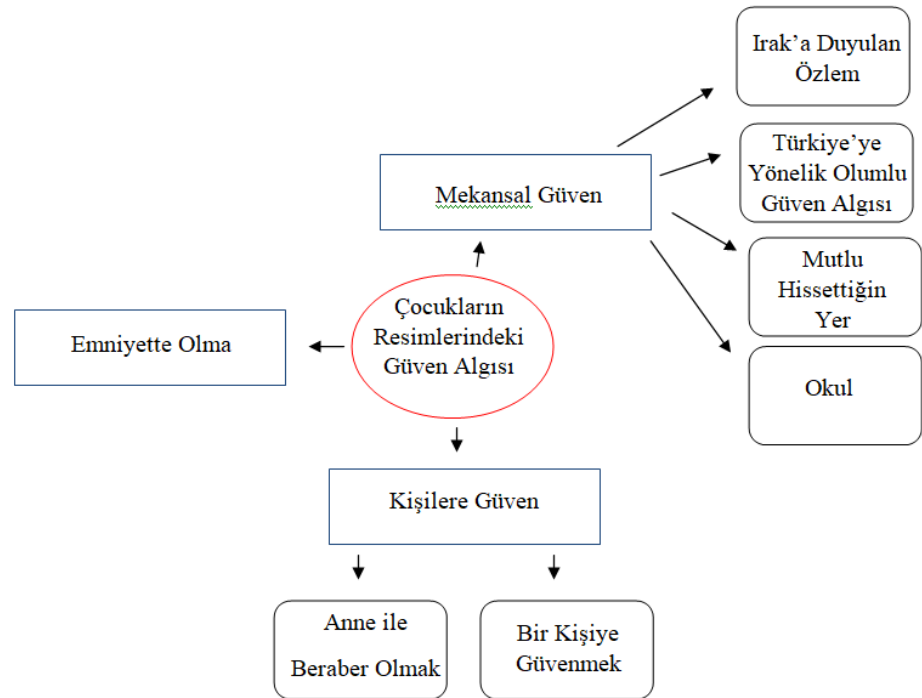 Irak’a Duyulan
Özlem
Türkiye’ye
Yönelik Olumlu
Güven Algısı
Mekansal Güven
Mutlu
Hissettiğin
Yer
Çocukların
Resimlerindeki
Güven Algısı
Emniyette Olma
Okul
Kişilere Güven
Anne ile
Beraber Olmak
Bir Kişiye
Güvenmek